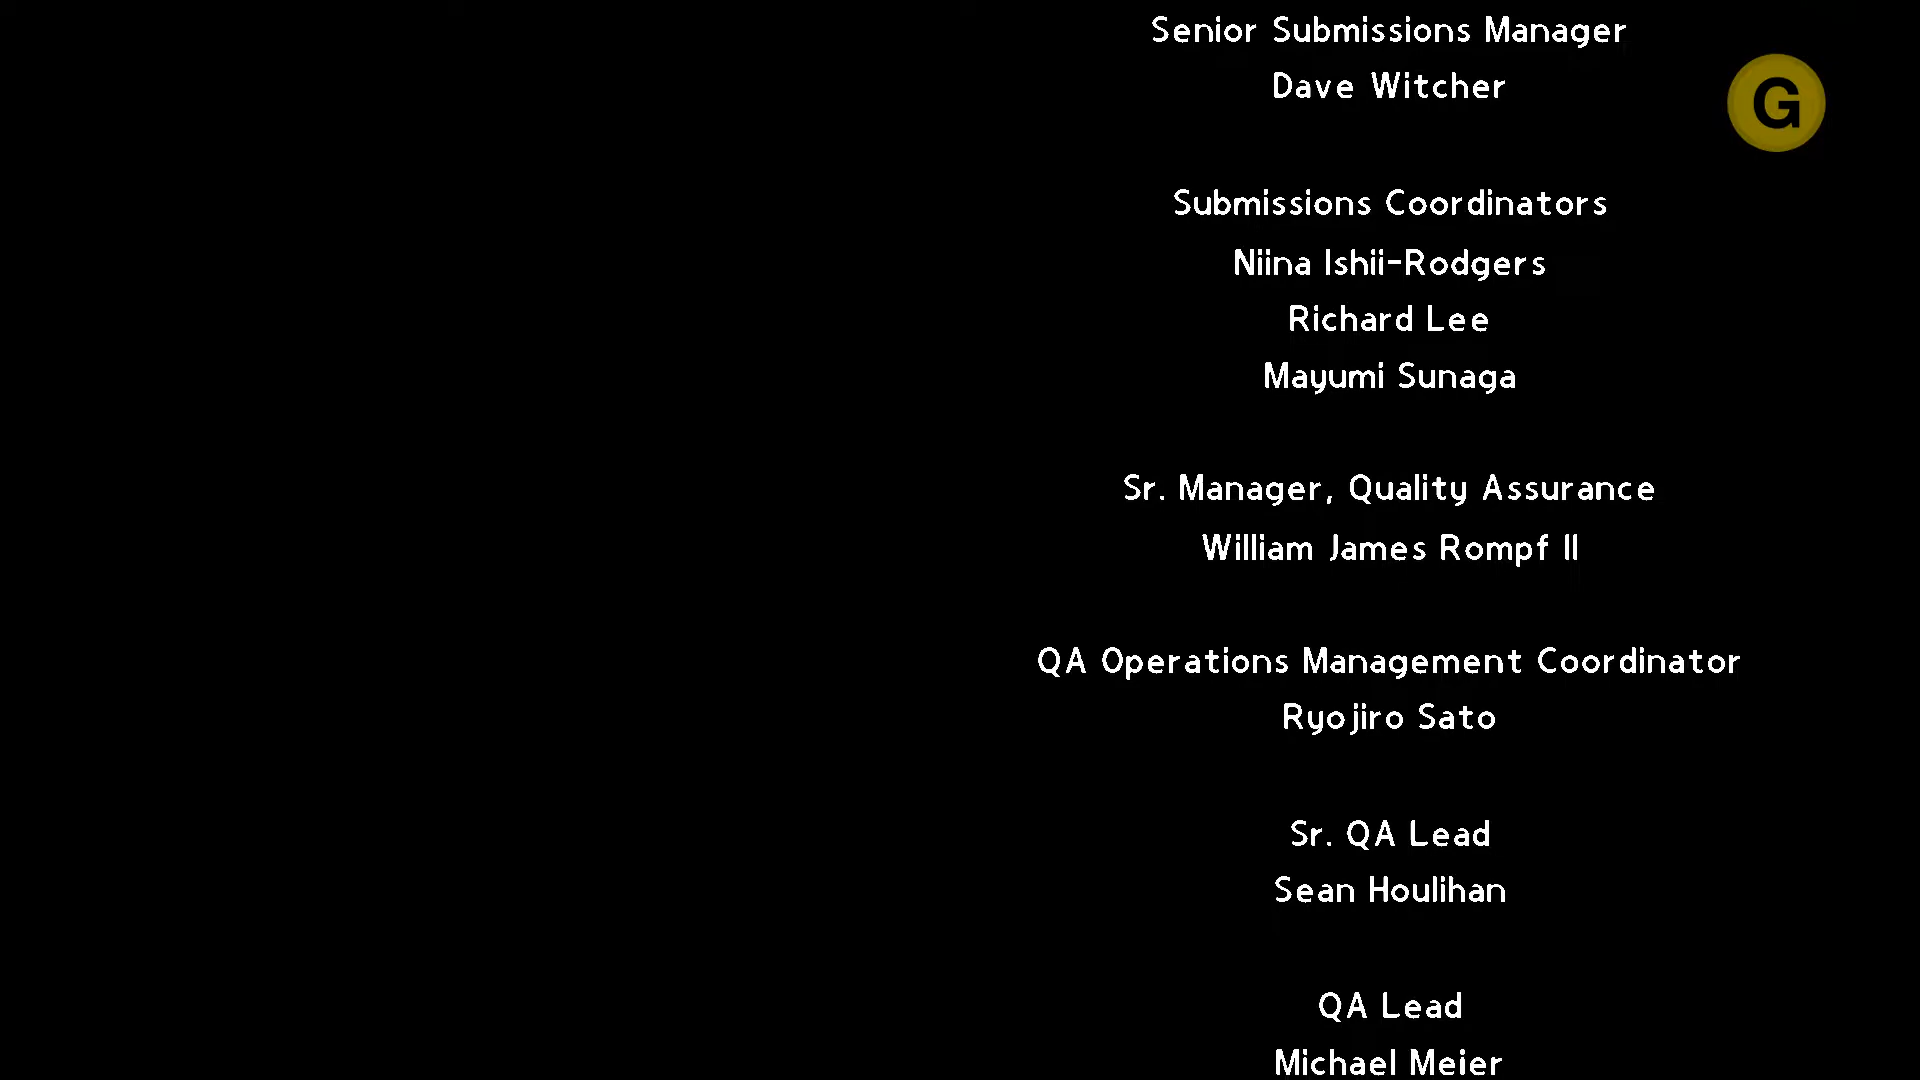 Senior Submissions Manager
Dave Witcher
G
Submissions Coordinators
Niina Ishii-Rodgers
Richard Lee
Mayumi Sunaga
Sr. Manager, Quality Assurance
William James Rompf II
QA Operations Management Coordinator
Ryojiro Sato
Sr. QA Lead
Sean Houlihan
QA Lead
Michael Meier